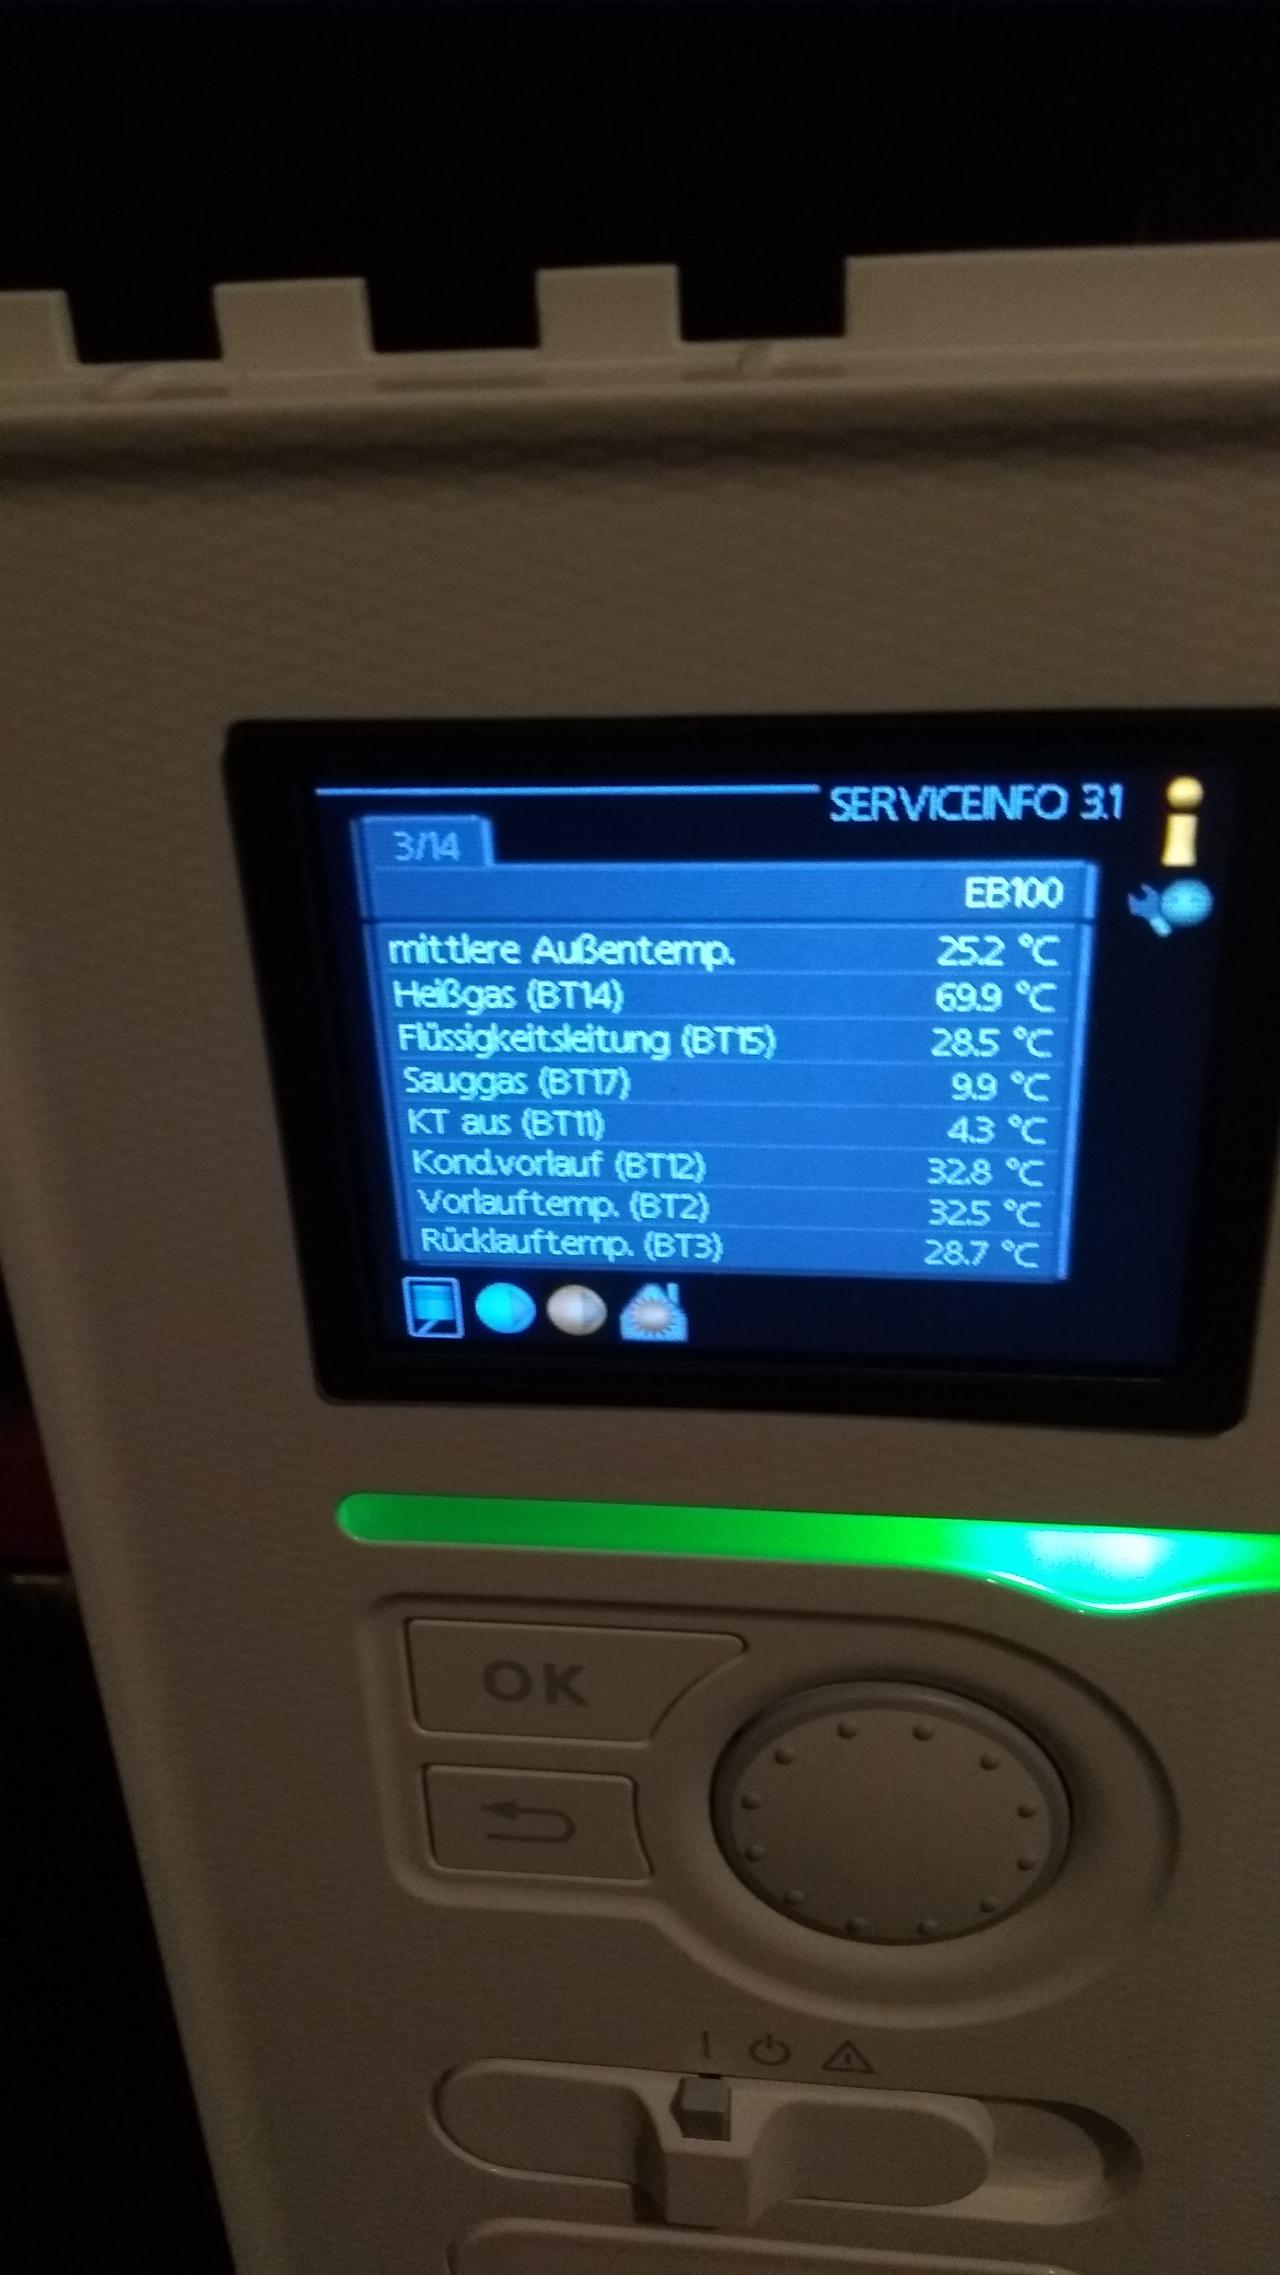 SERVICEINFO 3.1
3/14
EB100
mittlere Außentemp. 25.2 °C
Heißgas (BT14) 69.9 °C
Flüssigkeitsleitung (BT15) 28.5 °C
Sauggas (BT17) 9.9 °C
KT aus (BT11) 4.3 °C
Kond.vorlauf (BT12) 32.8 °C
Vorlauftemp. (BT2) 32.5 °C
Rücklauftemp. (BT3) 28.7 °C
OK